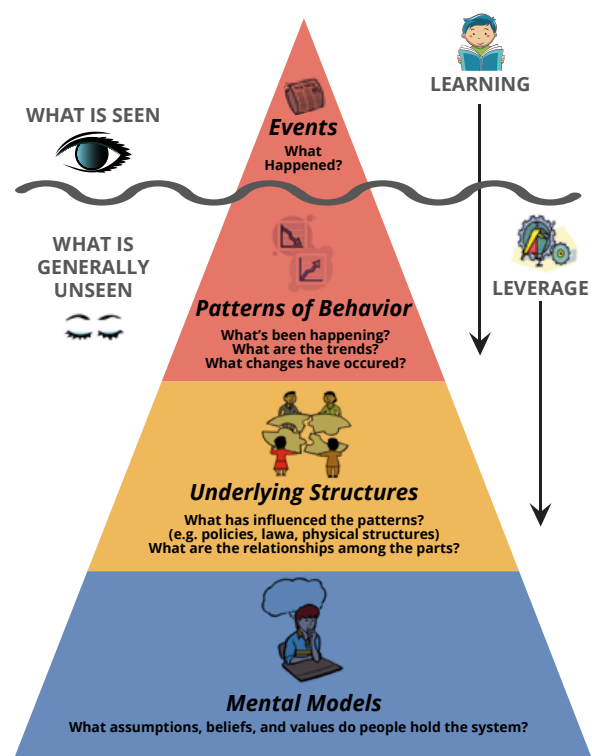 LEARNING
WHAT IS SEEN
Events
What
Happened?
WHAT IS
GENERALLY
UNSEEN
LEVERAGE
Patterns of Behavior
What's been happening?
What are the trends?
What changes have occured?
Underlying Structures
What has influenced the patterns?
(e.g. policies, lawa, physical structures)
What are the relationships among the parts?
Mental Models
What assumptions, beliefs, and values do people hold the system?